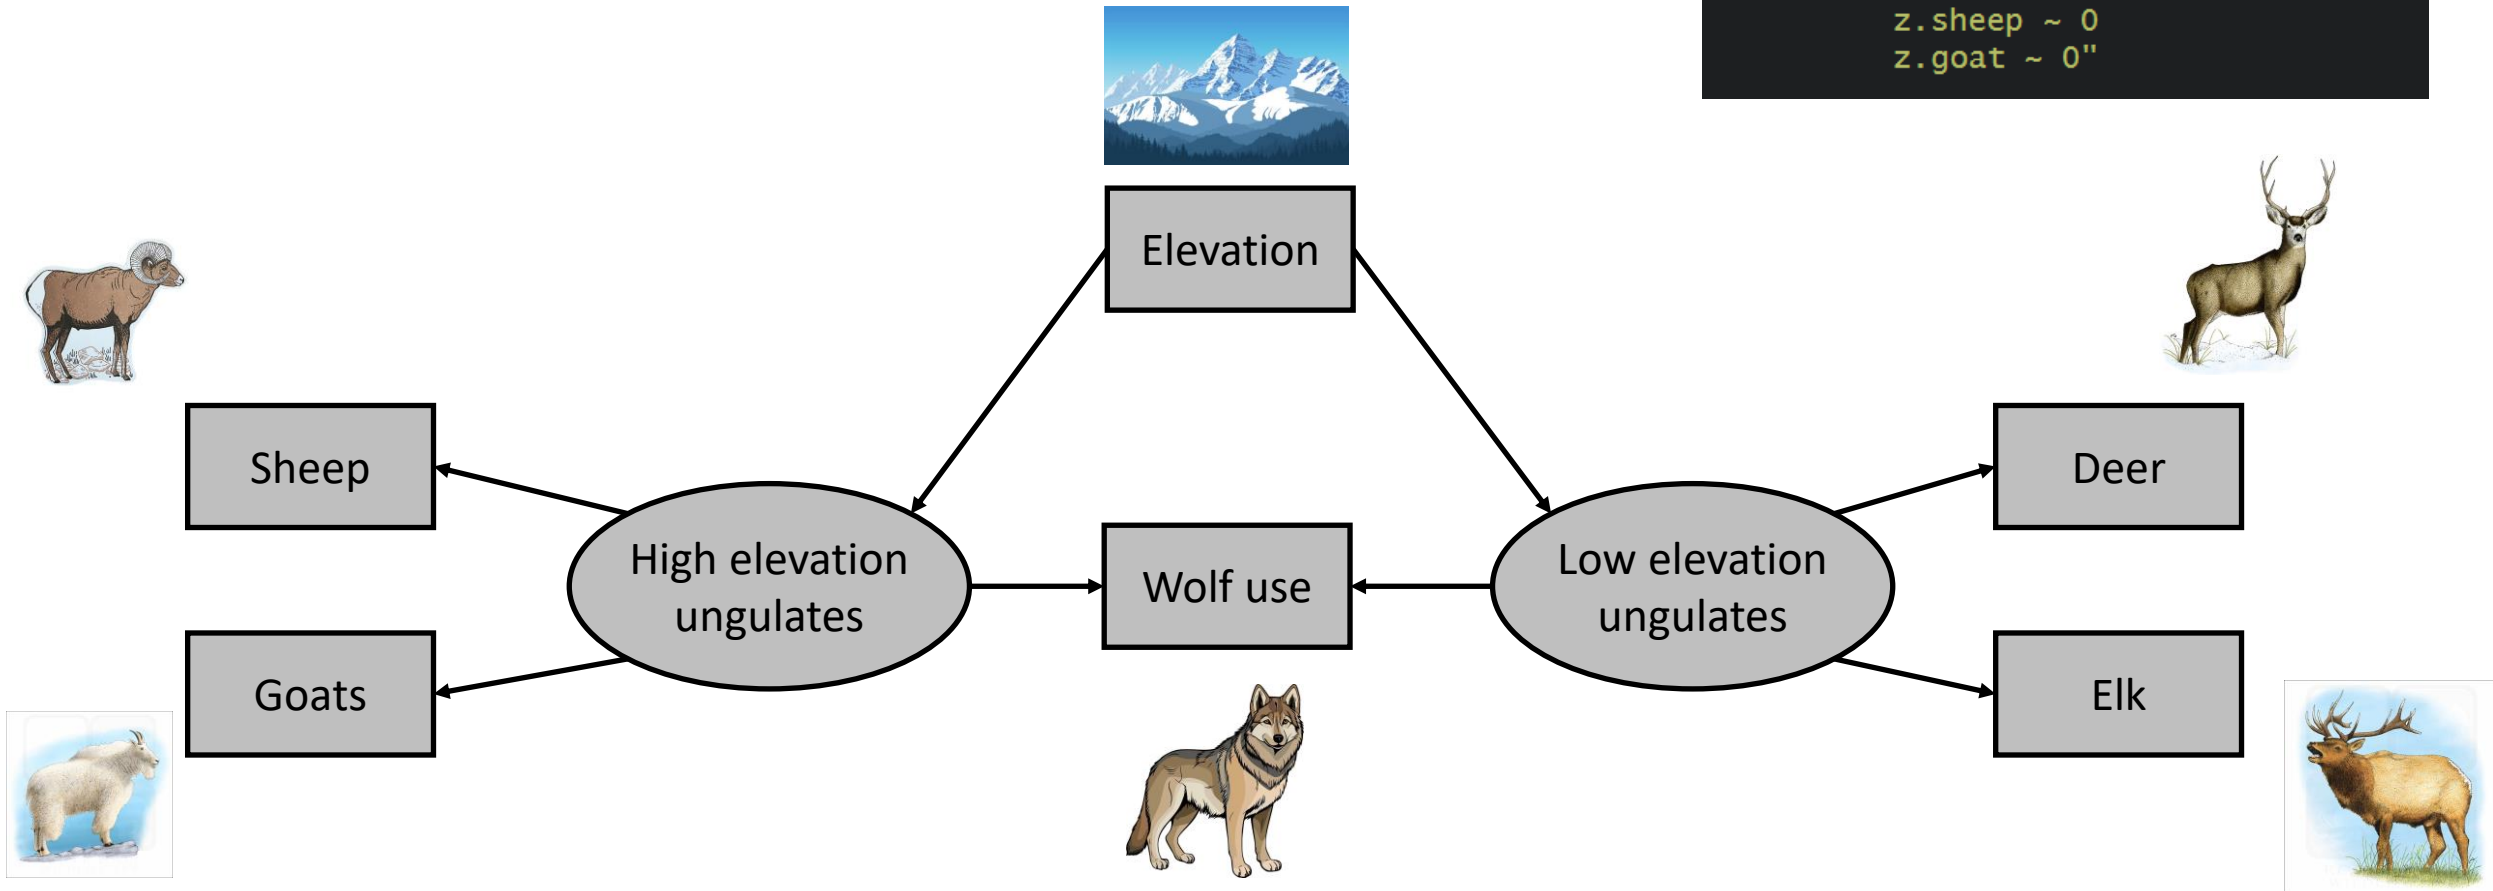 z.sheep ~ 0
z.goat ~ 0"
Elevation
Sheep
Deer
High elevation
ungulates
Wolf use
Low elevation
ungulates
Goats
Elk